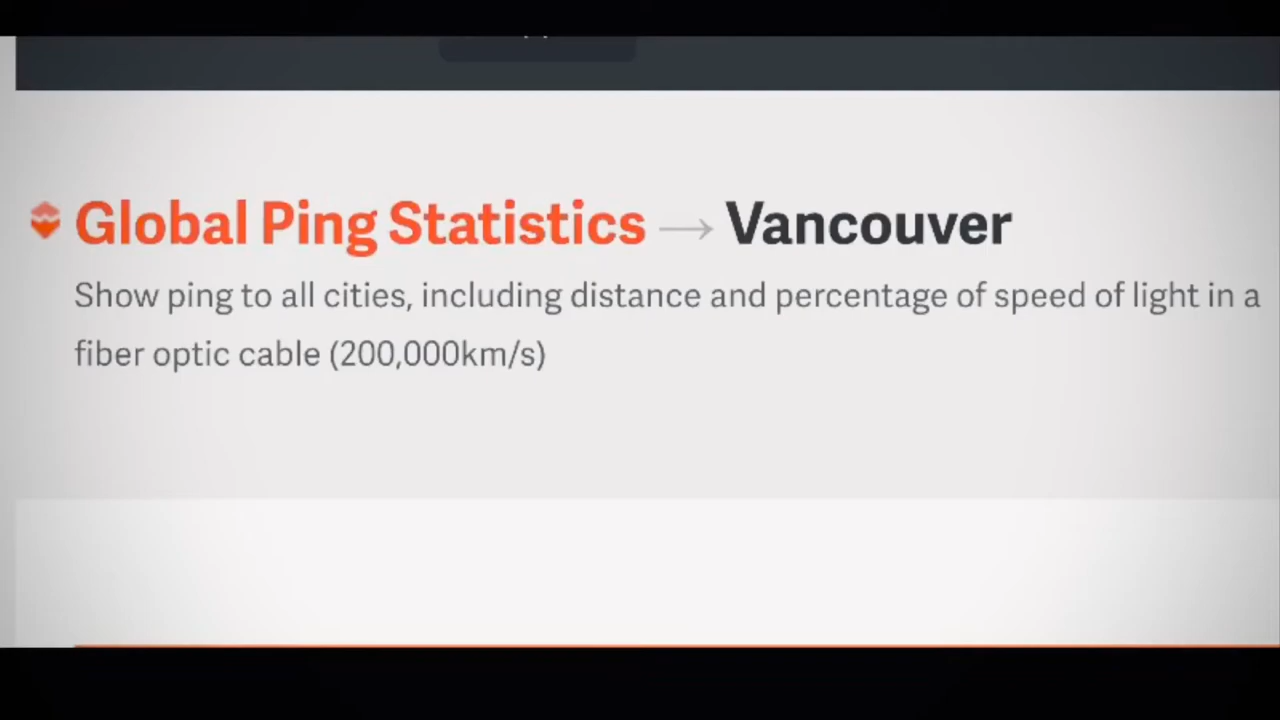 Global Ping Statistics → Vancouver
Show ping to all cities, including distance and percentage of speed of light in a
fiber optic cable (200,000km/s)